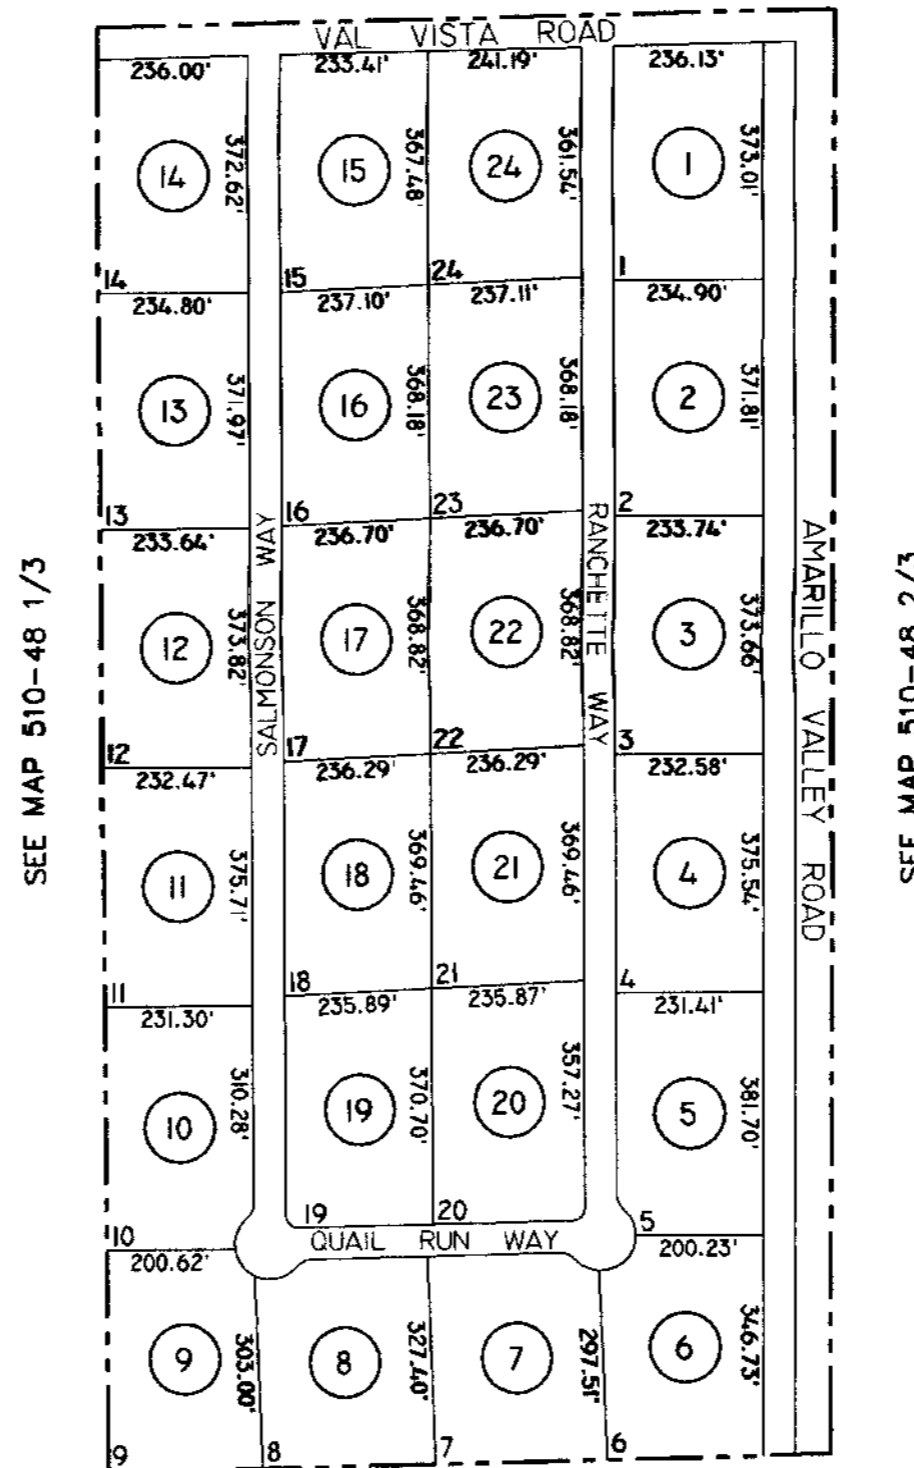 VAL VISTA ROAD
236.00' 233.41' 241.19' 236.13'
14 372.62' 15 367.48' 24 361.54' 1 373.01'
14 15 24 1
234.80' 237.10' 237.11' 234.90'
13 371.97' 16 368.18' 23 368.18' 2 371.81'
13 16 23 2
233.64' 236.70' 236.70' 233.74'
12 373.82' 17 368.82' 22 368.82' 3 373.66'
12 17 22 3
232.47' 236.29' 236.29' 232.58'
11 375.71' 18 369.46' 21 369.46' 4 375.54'
11 18 21 4
231.30' 235.89' 235.87' 231.41'
10 310.28' 19 370.70' 20 357.27' 5 381.70'
10 19 20 5
QUAIL RUN WAY
200.62' 200.23'
9 303.00' 8 327.40' 7 297.51' 6 346.73'
9 8 7 6
SALMONSON WAY
RANCHETTE WAY
AMARILLO VALLEY ROAD
SEE MAP 510-48 1/3
SEE MAP 510-48 2/3